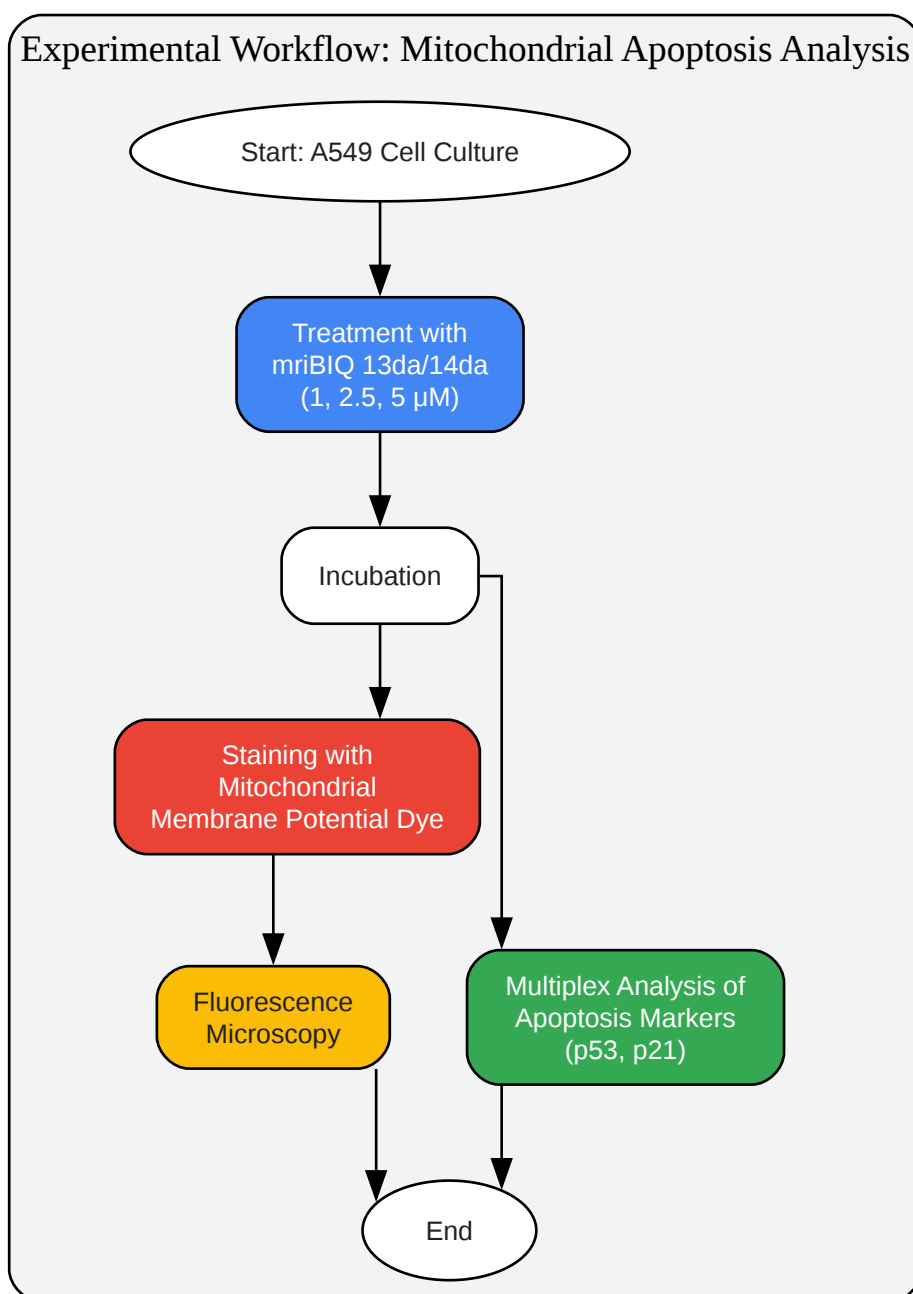 Experimental Workflow: Mitochondrial Apoptosis Analysis
Start: A549 Cell Culture
Treatment with
mriBIQ 13da/14da
(1, 2.5, 5 μM)
Incubation
Staining with
Mitochondrial
Membrane Potential Dye
Fluorescence
Microscopy
Multiplex Analysis of
Apoptosis Markers
(p53, p21)
End